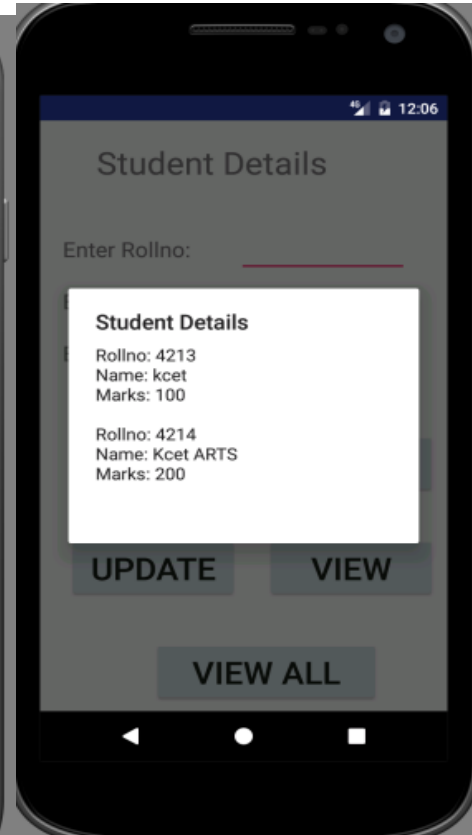 4G 12:06
Student Details
Enter Rollno:
Student Details
Rollno: 4213
Name: kcet
Marks: 100
Rollno: 4214
Name: Kcet ARTS
Marks: 200
UPDATE VIEW
VIEW ALL